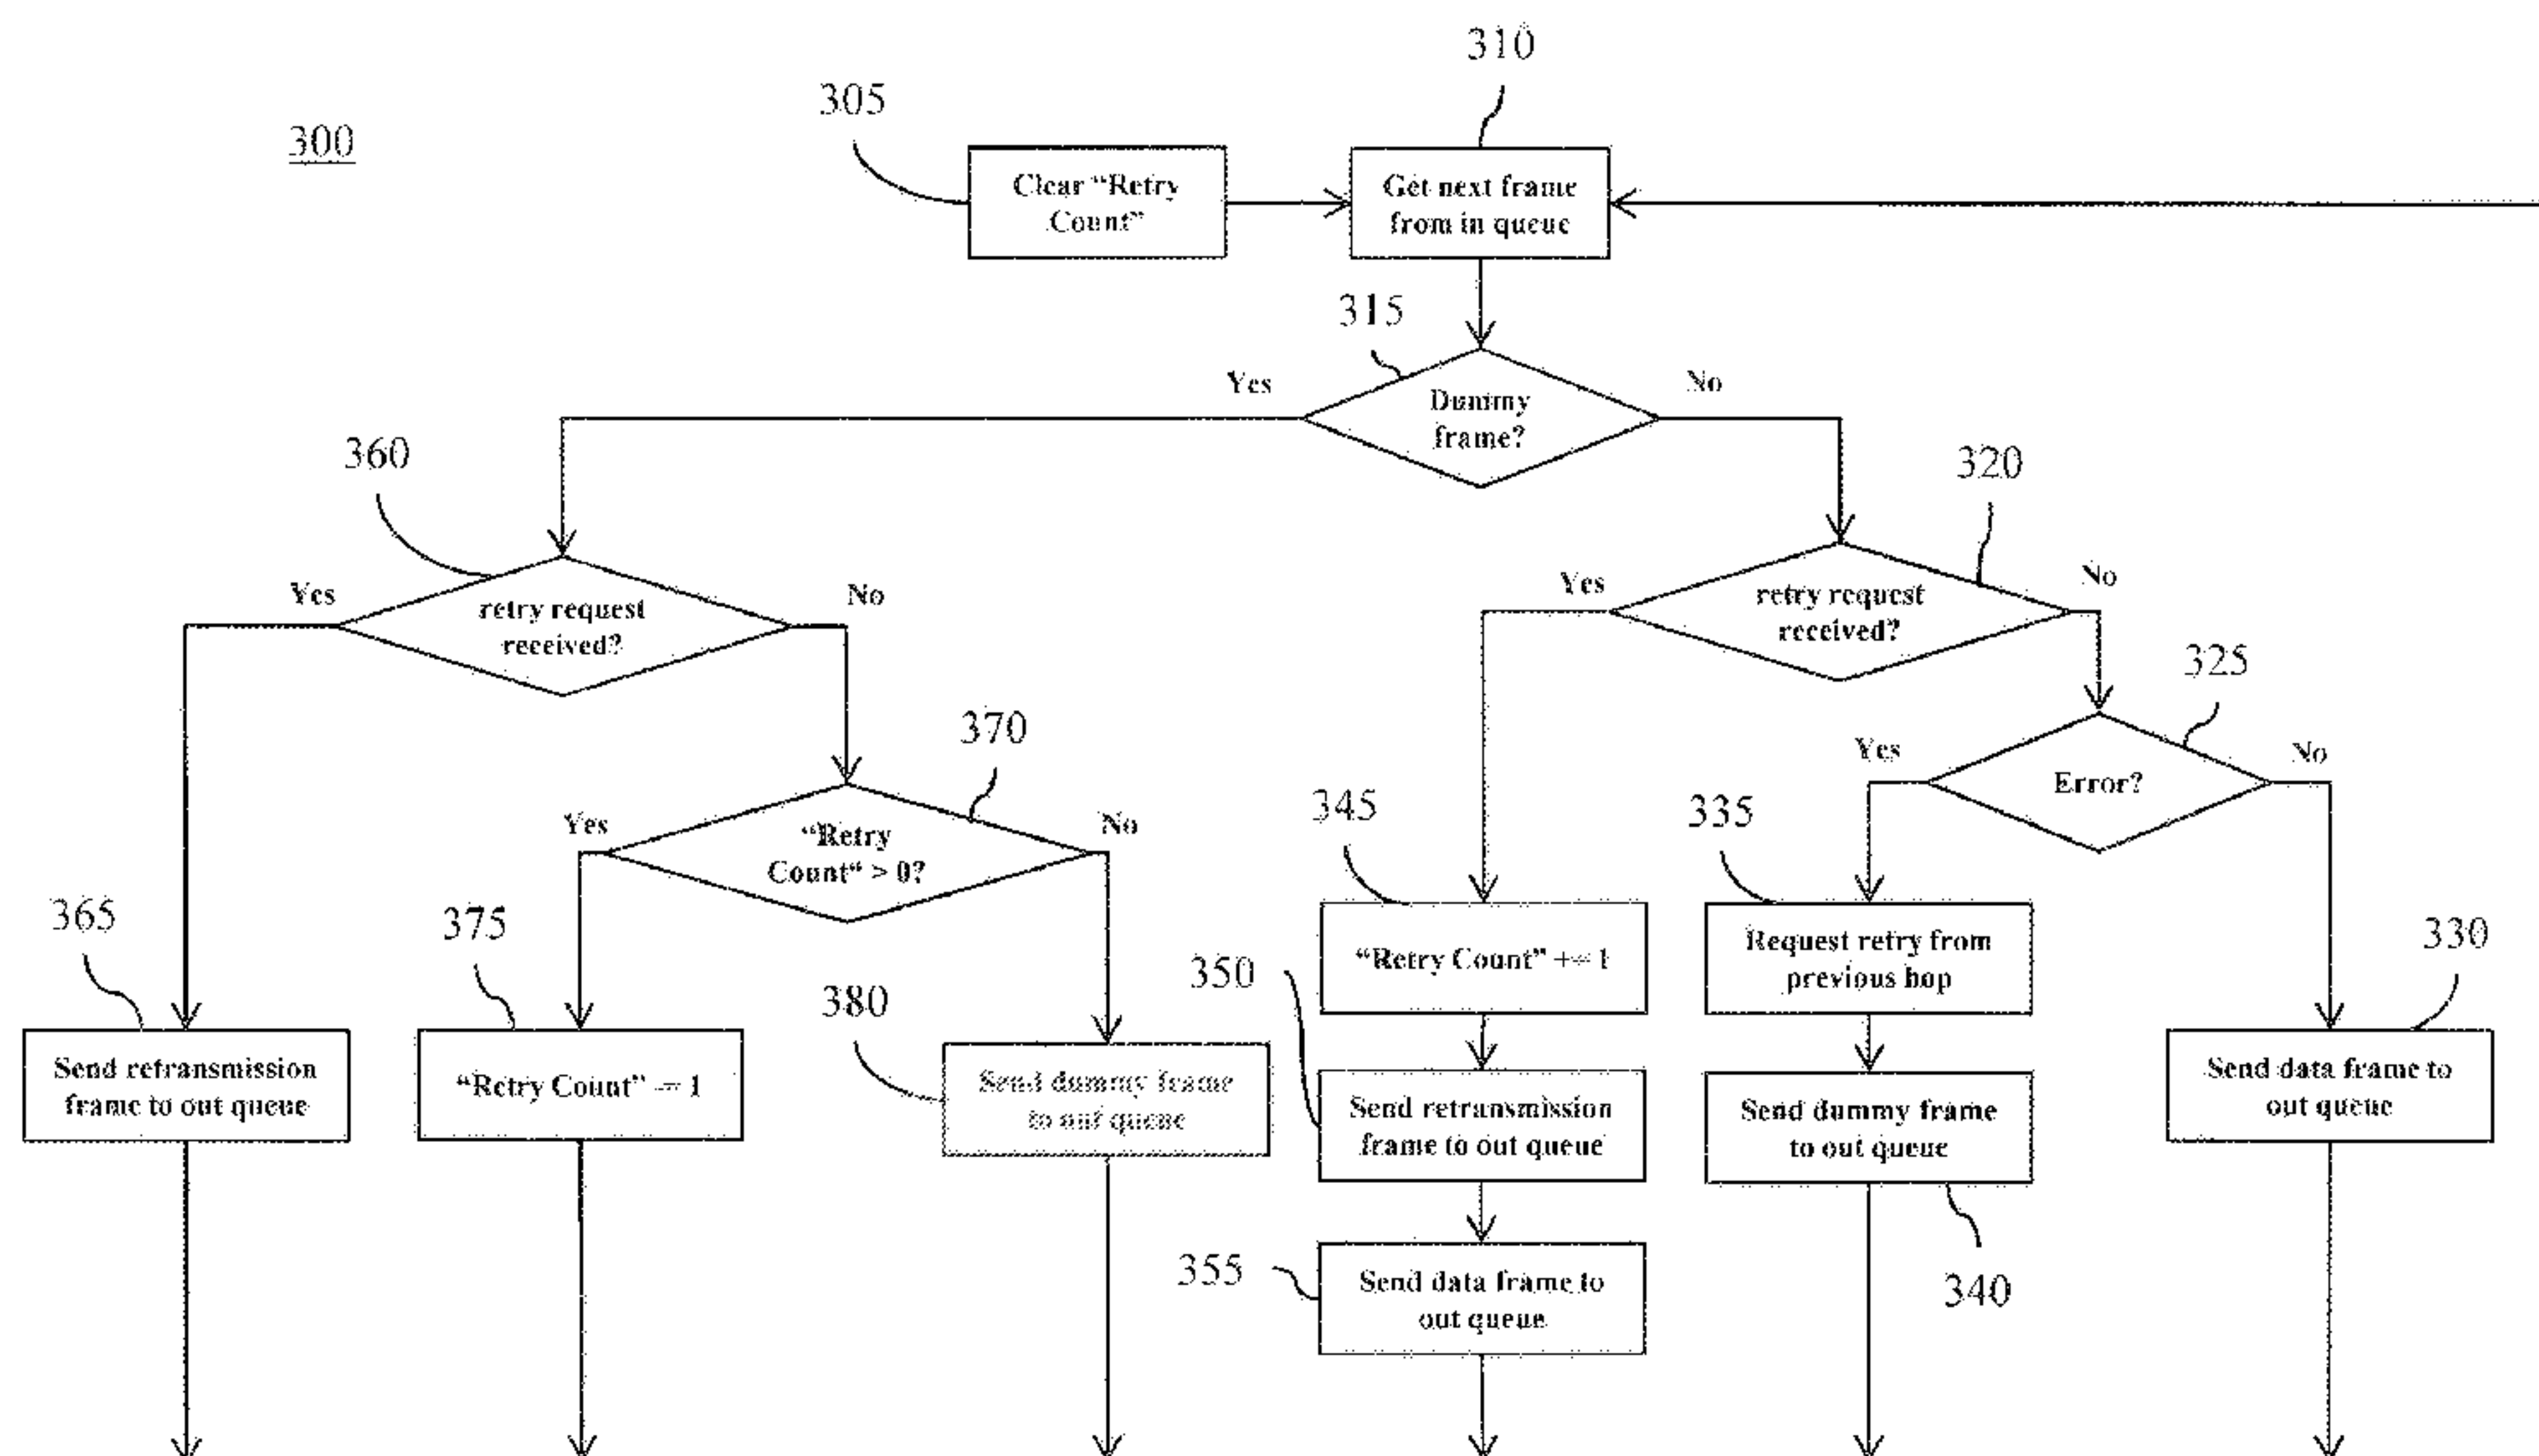 310
305
300
Clear “Retry
Count”
Get next frame
from in queue
315
Yes
No
Dummy
frame?
360
320
Yes
No
retry request
received?
Yes
No
retry request
received?
325
370
Yes
No
Error?
Yes
No
“Retry
Count“ > 0?
345
335
365
375
330
“Retry Count” += 1
Request retry from
previous hop
350
380
Send retransmission
frame to out queue
“Retry Count” -= 1
Send dummy frame
to out queue
Send retransmission
frame to out queue
Send dummy frame
to out queue
Send data frame to
out queue
355
Send data frame to
out queue
340